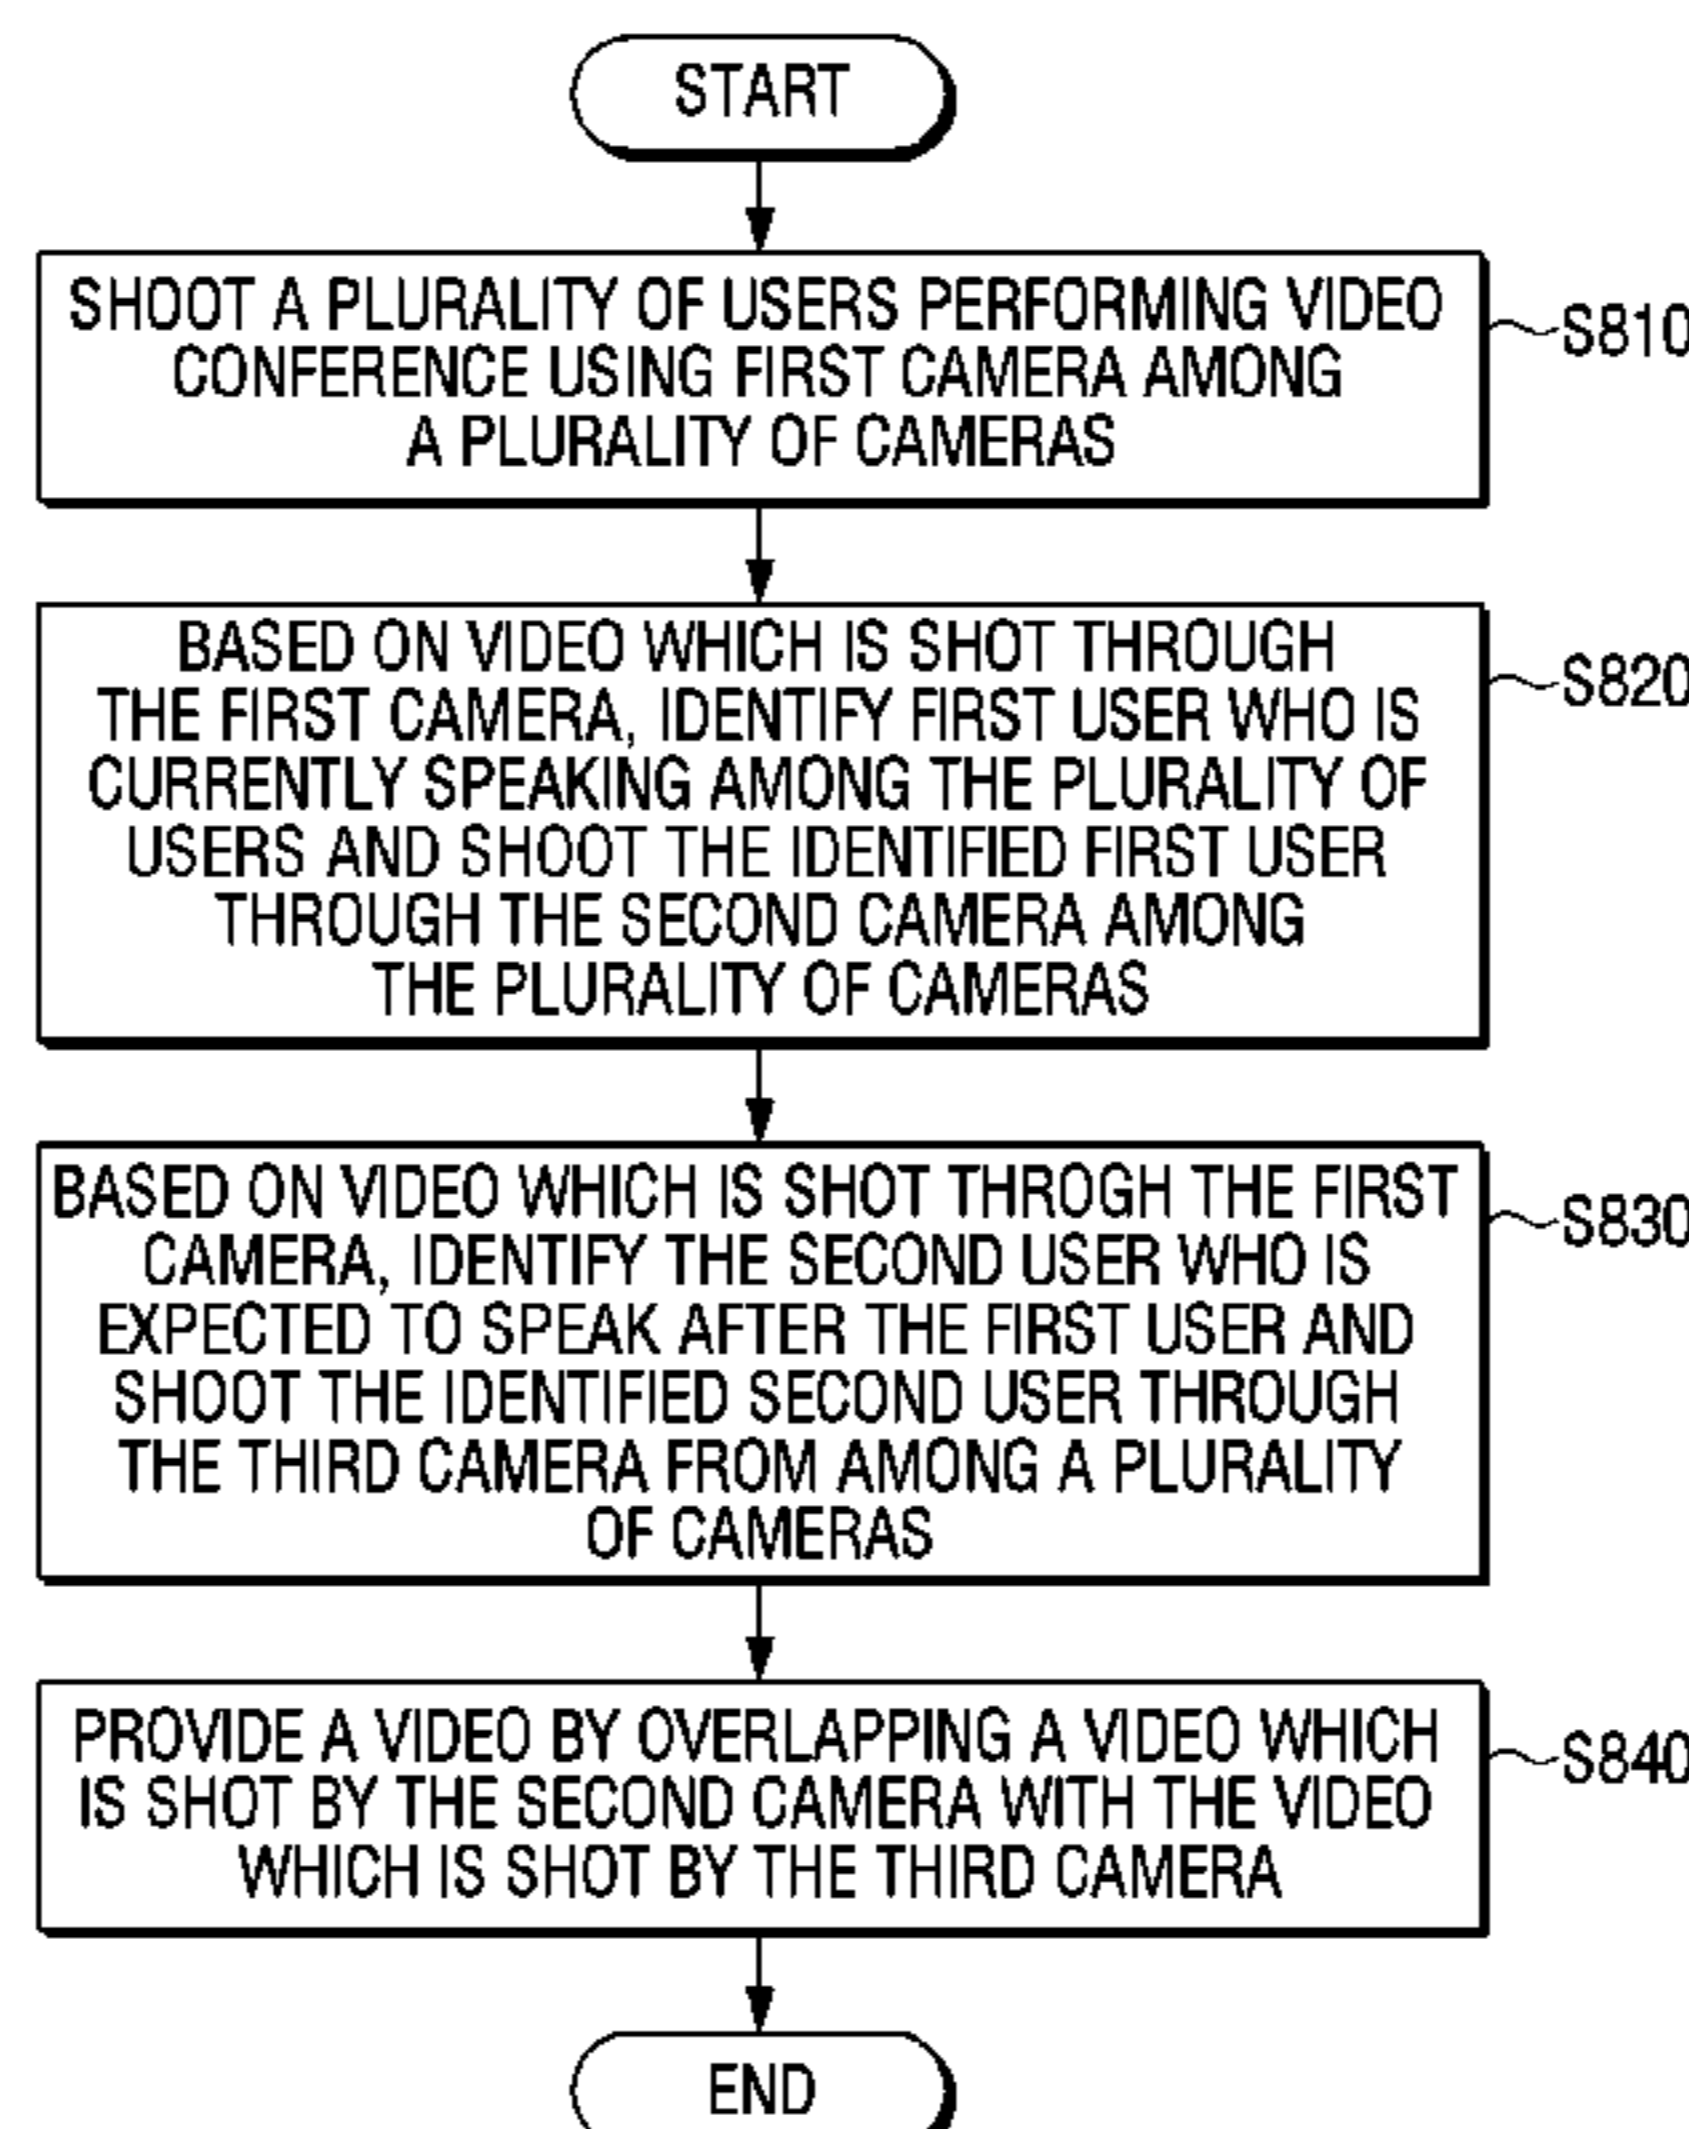 START
SHOOT A PLURALITY OF USERS PERFORMING VIDEO
CONFERENCE USING FIRST CAMERA AMONG
A PLURALITY OF CAMERAS
S810
BASED ON VIDEO WHICH IS SHOT THROUGH
THE FIRST CAMERA, IDENTIFY FIRST USER WHO IS
CURRENTLY SPEAKING AMONG THE PLURALITY OF
USERS AND SHOOT THE IDENTIFIED FIRST USER
THROUGH THE SECOND CAMERA AMONG
THE PLURALITY OF CAMERAS
S820
BASED ON VIDEO WHICH IS SHOT THROGH THE FIRST
CAMERA, IDENTIFY THE SECOND USER WHO IS
EXPECTED TO SPEAK AFTER THE FIRST USER AND
SHOOT THE IDENTIFIED SECOND USER THROUGH
THE THIRD CAMERA FROM AMONG A PLURALITY
OF CAMERAS
S830
PROVIDE A VIDEO BY OVERLAPPING A VIDEO WHICH
IS SHOT BY THE SECOND CAMERA WITH THE VIDEO
WHICH IS SHOT BY THE THIRD CAMERA
S840
END